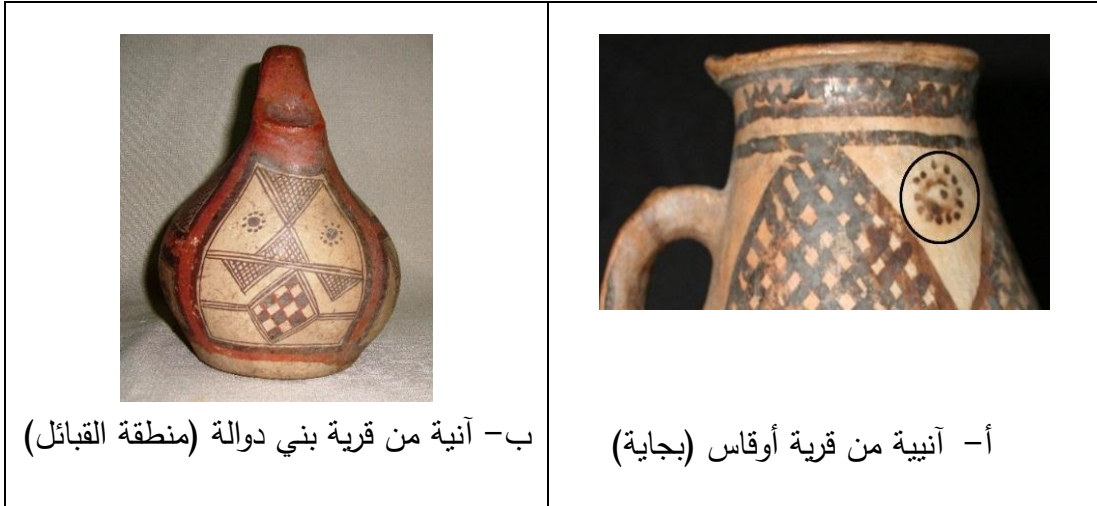 أ- آنيية من قرية أوقاس (بجاية)
ب- آنية من قرية بني دوالة (منطقة القبائل)